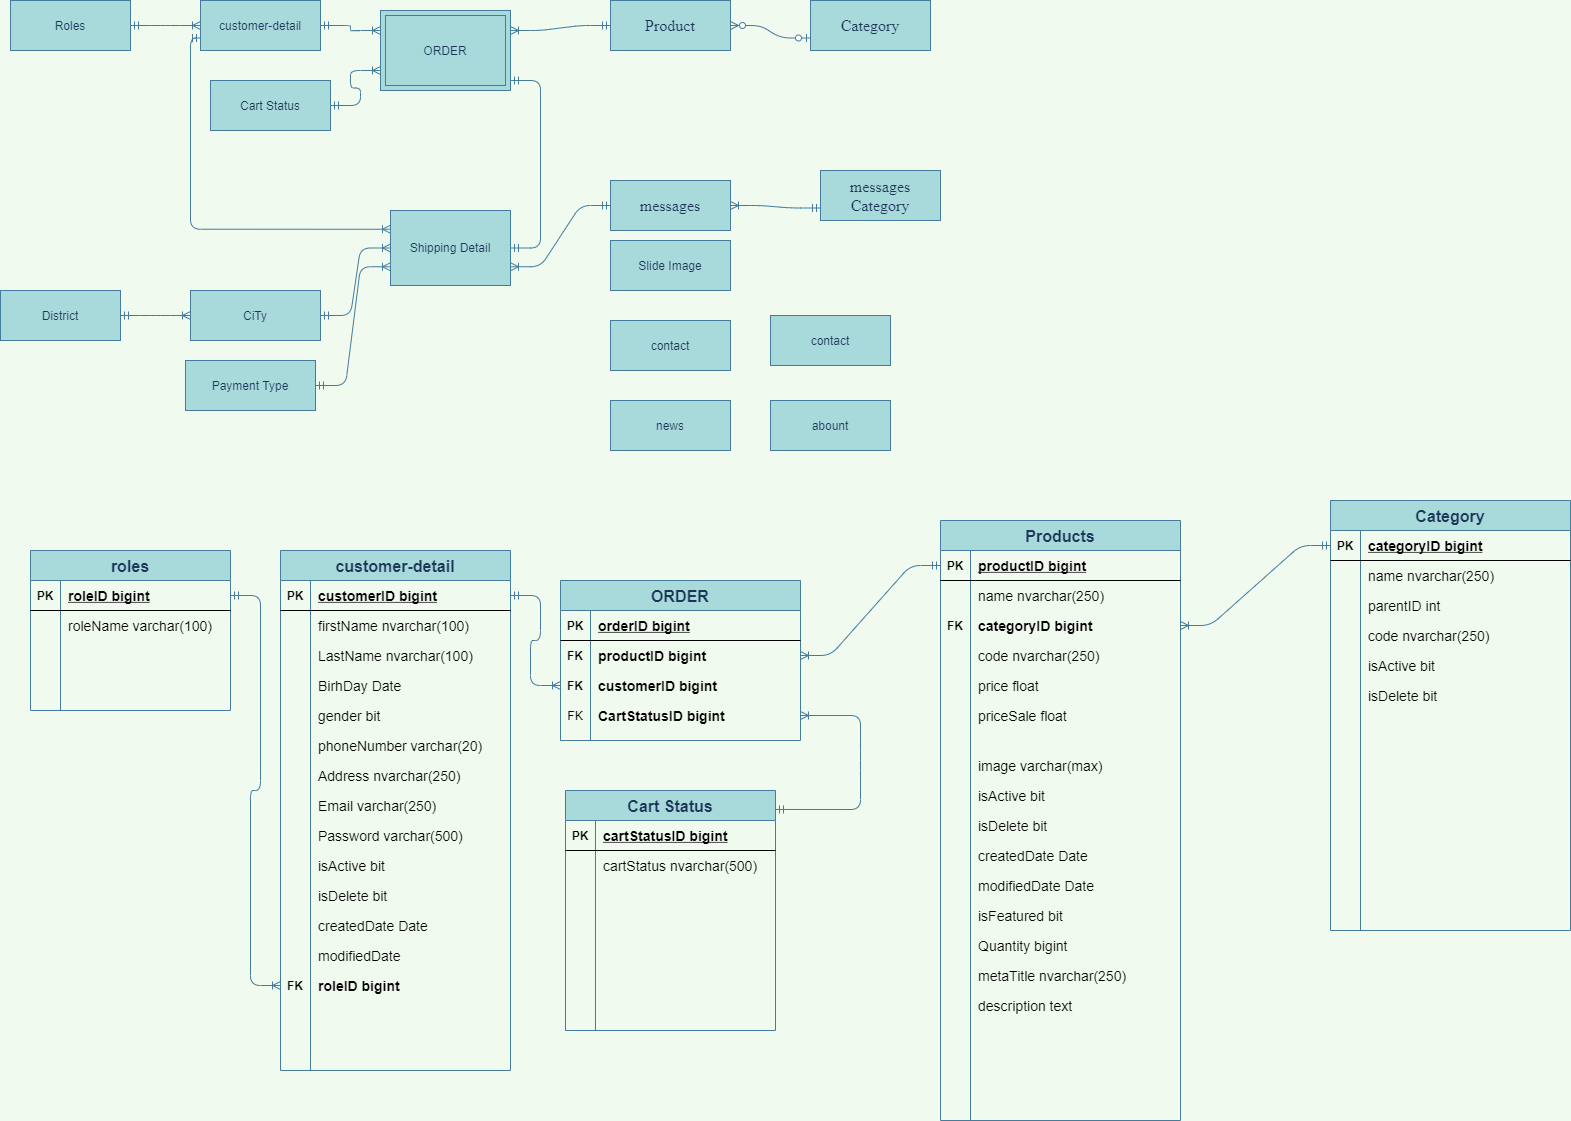 Roles
customer-detail
ORDER
Product
Category
Cart Status
Shipping Detail
messages
messages
Category
Slide Image
District
CiTy
contact
contact
Payment Type
news
abount
roles
PK roleID bigint
roleName varchar(100)
customer-detail
PK customerID bigint
firstName nvarchar(100)
LastName nvarchar(100)
BirhDay Date
gender bit
phoneNumber varchar(20)
Address nvarchar(250)
Email varchar(250)
Password varchar(500)
isActive bit
isDelete bit
createdDate Date
modifiedDate
FK roleID bigint
ORDER
PK orderID bigint
FK productID bigint
FK customerID bigint
FK CartStatusID bigint
Cart Status
PK cartStatusID bigint
cartStatus nvarchar(500)
Products
PK productID bigint
name nvarchar(250)
FK categoryID bigint
code nvarchar(250)
price float
priceSale float
image varchar(max)
isActive bit
isDelete bit
createdDate Date
modifiedDate Date
isFeatured bit
Quantity bigint
metaTitle nvarchar(250)
description text
Category
PK categoryID bigint
name nvarchar(250)
parentID int
code nvarchar(250)
isActive bit
isDelete bit